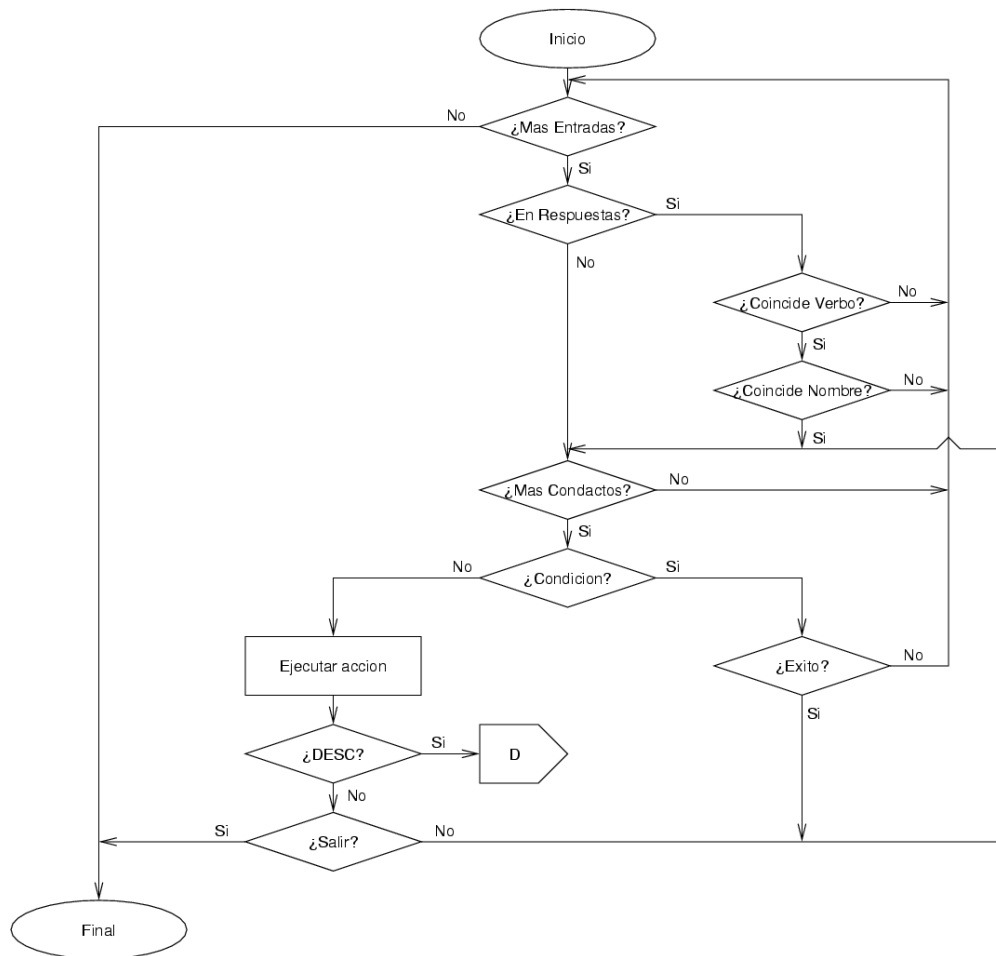 Inicio
No
¿Mas Entradas?
Si
¿En Respuestas?
Si
No
¿Coincide Verbo?
No
Si
¿Coincide Nombre?
No
Si
¿Mas Condactos?
No
Si
No
¿Condicion?
Si
Ejecutar accion
¿Exito?
No
Si
¿DESC?
Si
D
No
Si
¿Salir?
No
Final